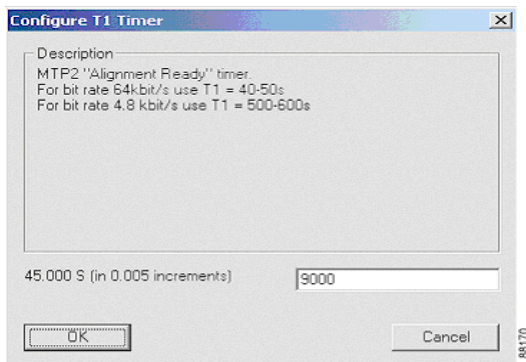 Configure T1 Timer
Description
MTP2 "Alignment Ready" timer.
For bit rate 64kbit/s use T1 = 40-50s
For bit rate 4.8 kbit/s use T1 = 500-600s
45.000 S (in 0.005 increments)
9000
OK
Cancel
88170